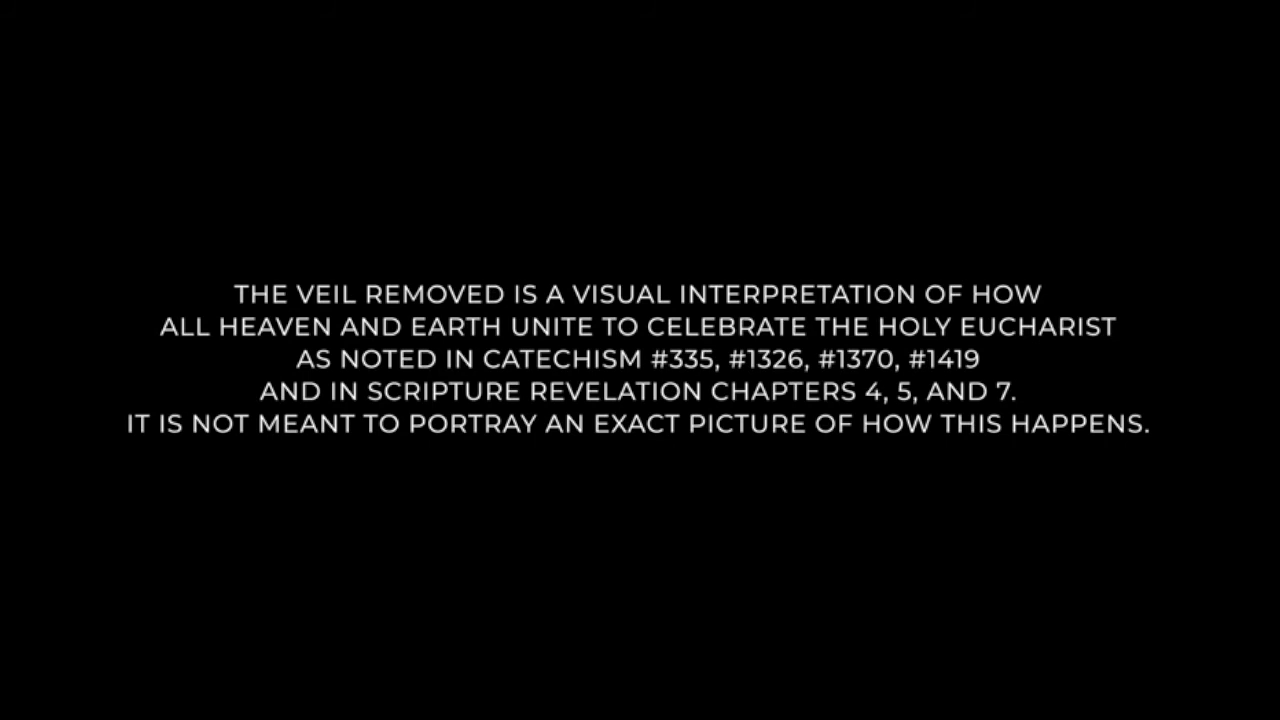 THE VEIL REMOVED IS A VISUAL INTERPRETATION OF HOW
ALL HEAVEN AND EARTH UNITE TO CELEBRATE THE HOLY EUCHARIST
AS NOTED IN CATECHISM #335, #1326, #1370, #1419
AND IN SCRIPTURE REVELATION CHAPTERS 4, 5, AND 7.
IT IS NOT MEANT TO PORTRAY AN EXACT PICTURE OF HOW THIS HAPPENS.